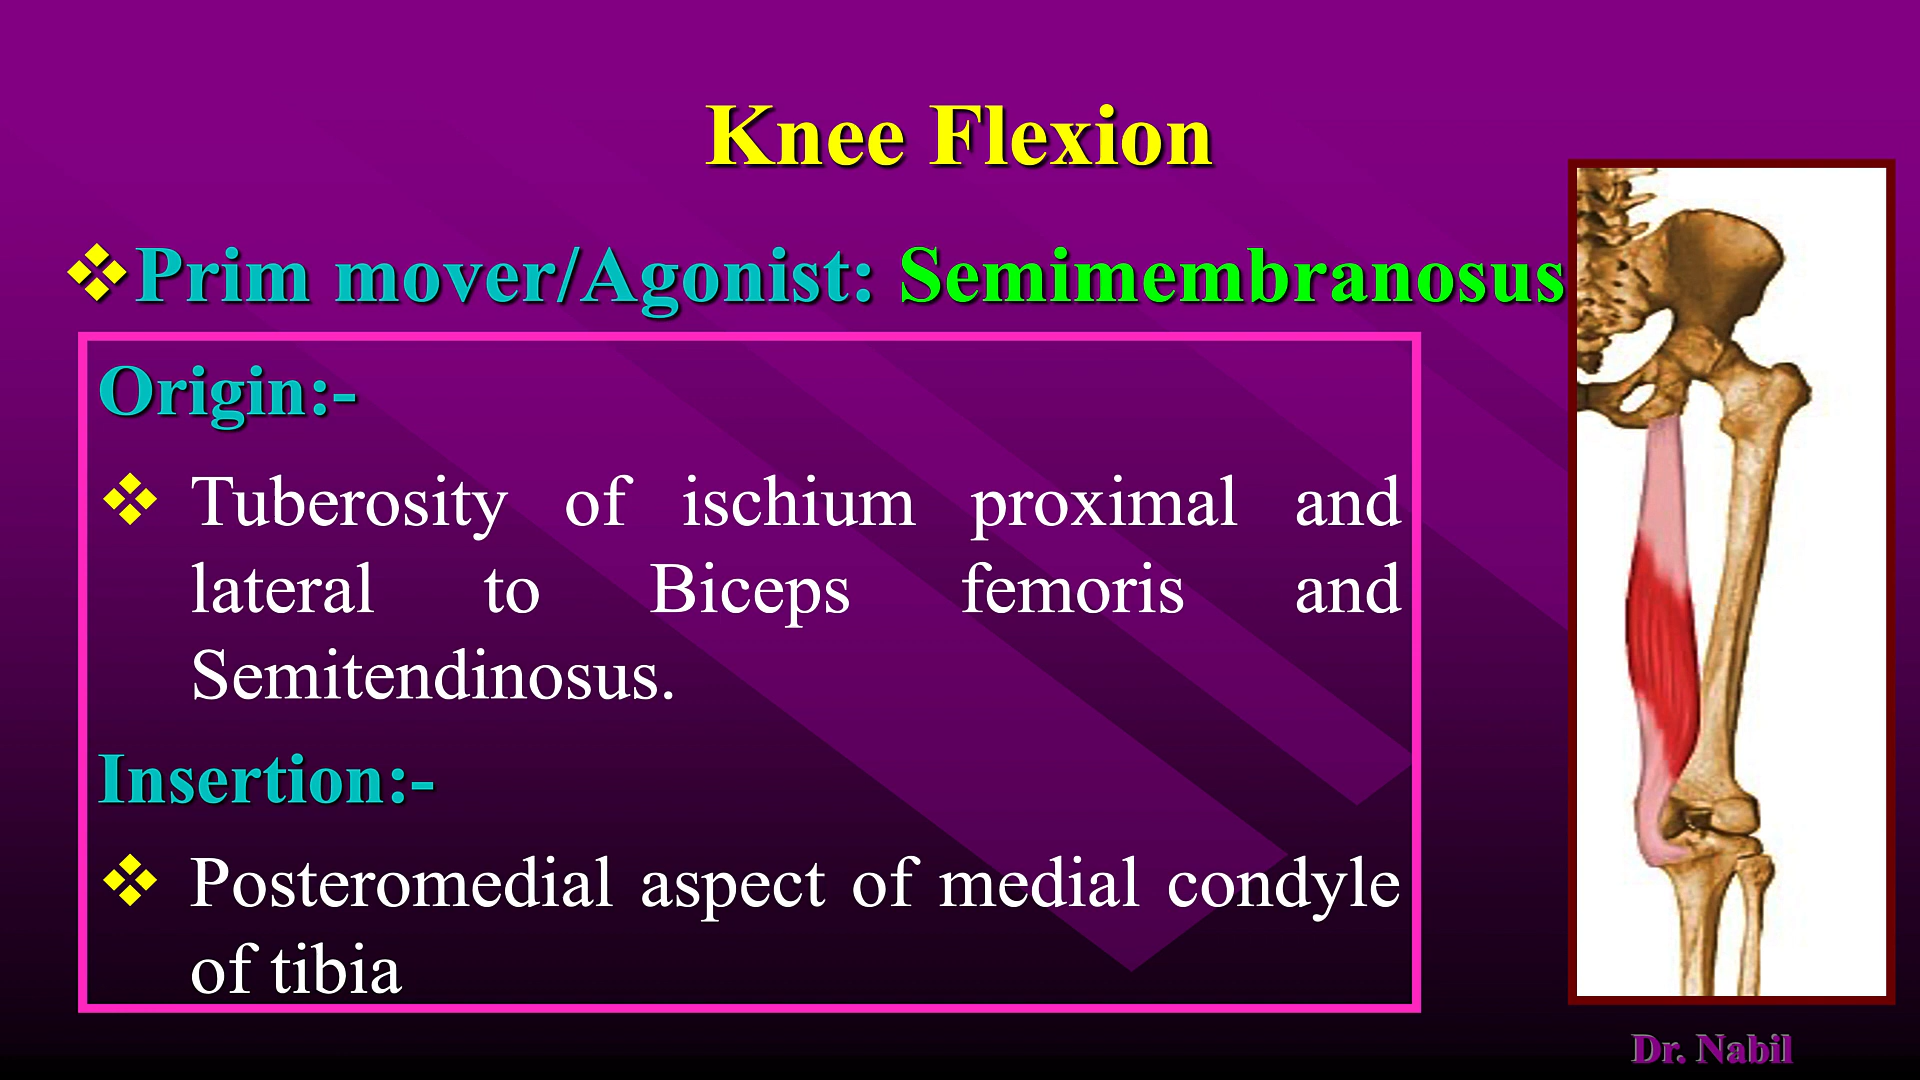 Knee Flexion
❖Prim mover/Agonist: Semimembranosus
Origin:-
❖ Tuberosity of ischium proximal and
lateral to Biceps femoris and
Semitendinosus.
Insertion:-
❖ Posteromedial aspect of medial condyle
of tibia
Dr. Nabil